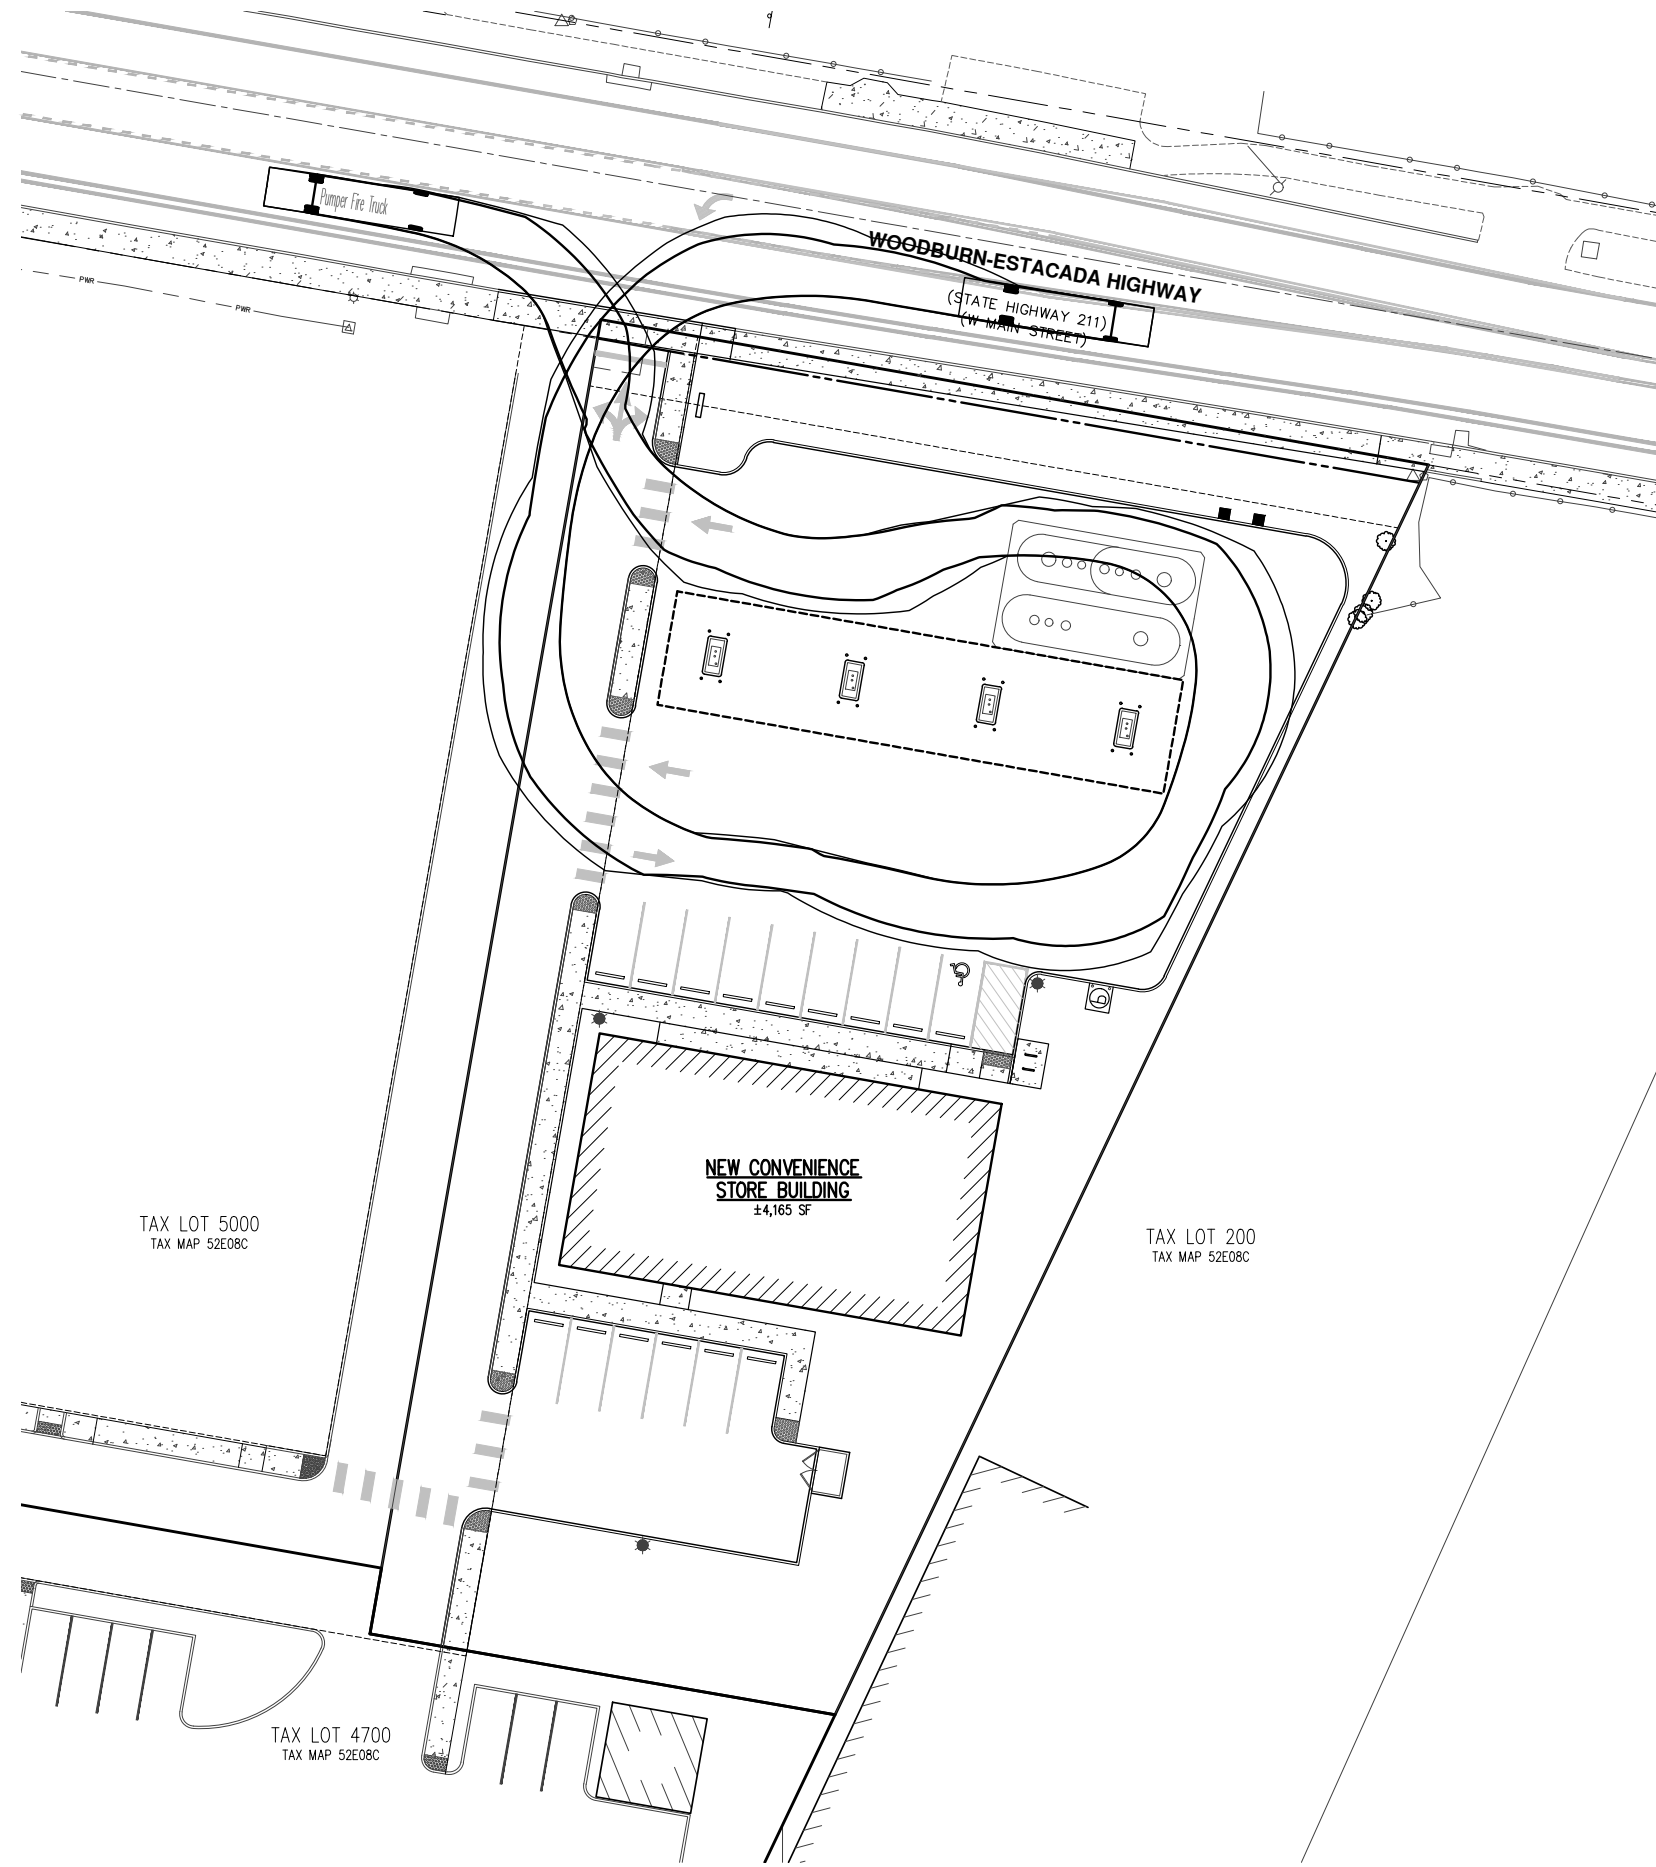 Pumper Fire Truck
WOODBURN-ESTACADA HIGHWAY
(STATE HIGHWAY 211)
(W MAIN STREET)
PWR
PWR
NEW CONVENIENCE
STORE BUILDING
±4,165 SF
TAX LOT 5000
TAX MAP 52E08C
TAX LOT 200
TAX MAP 52E08C
TAX LOT 4700
TAX MAP 52E08C